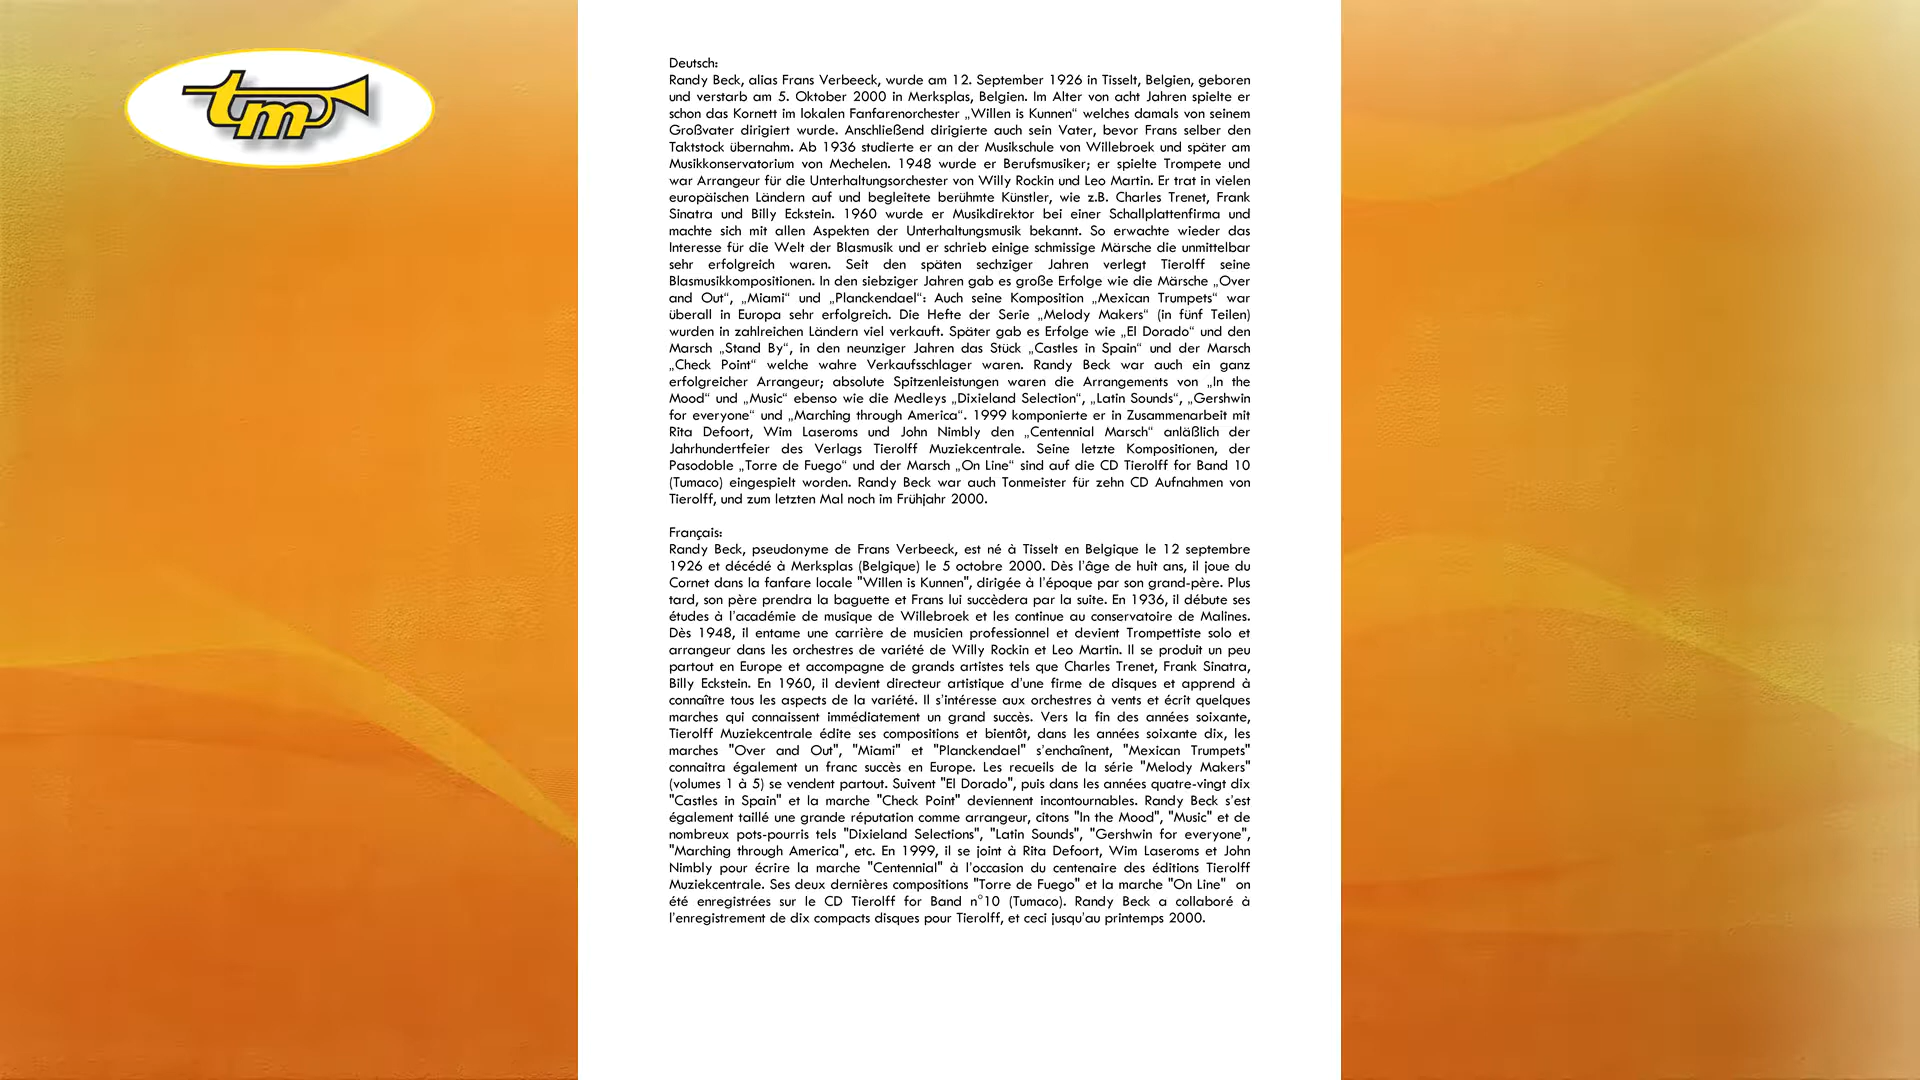 tm
Deutsch:
Randy Beck, alias Frans Verbeeck, wurde am 12. September 1926 in Tisselt, Belgien, geboren
und verstarb am 5. Oktober 2000 in Merksplas, Belgien. Im Alter von acht Jahren spielte er
schon das Kornett im lokalen Fanfarenorchester „Willen is Kunnen“ welches damals von seinem
Großvater dirigiert wurde. Anschließend dirigierte auch sein Vater, bevor Frans selber den
Taktstock übernahm. Ab 1936 studierte er an der Musikschule von Willebroek und später am
Musikkonservatorium von Mechelen. 1948 wurde er Berufsmusiker; er spielte Trompete und
war Arrangeur für die Unterhaltungsorchester von Willy Rockin und Leo Martin. Er trat in vielen
europäischen Ländern auf und begleitete berühmte Künstler, wie z.B. Charles Trenet, Frank
Sinatra und Billy Eckstein. 1960 wurde er Musikdirektor bei einer Schallplattenfirma und
machte sich mit allen Aspekten der Unterhaltungsmusik bekannt. So erwachte wieder das
Interesse für die Welt der Blasmusik und er schrieb einige schmissige Märsche die unmittelbar
sehr erfolgreich waren. Seit den späten sechziger Jahren verlegt Tierolff seine
Blasmusikkompositionen. In den siebziger Jahren gab es große Erfolge wie die Märsche „Over
and Out“, „Miami“ und „Planckendael“: Auch seine Komposition „Mexican Trumpets“ war
überall in Europa sehr erfolgreich. Die Hefte der Serie „Melody Makers“ (in fünf Teilen)
wurden in zahlreichen Ländern viel verkauft. Später gab es Erfolge wie „El Dorado“ und den
Marsch „Stand By“, in den neunziger Jahren das Stück „Castles in Spain“ und der Marsch
„Check Point“ welche wahre Verkaufsschlager waren. Randy Beck war auch ein ganz
erfolgreicher Arrangeur; absolute Spitzenleistungen waren die Arrangements von „In the
Mood“ und „Music“ ebenso wie die Medleys „Dixieland Selection“, „Latin Sounds“, „Gershwin
for everyone“ und „Marching through America“. 1999 komponierte er in Zusammenarbeit mit
Rita Defoort, Wim Laseroms und John Nimbly den „Centennial Marsch“ anläßlich der
Jahrhundertfeier des Verlags Tierolff Muziekcentrale. Seine letzte Kompositionen, der
Pasodoble „Torre de Fuego“ und der Marsch „On Line“ sind auf die CD Tierolff for Band 10
(Tumaco) eingespielt worden. Randy Beck war auch Tonmeister für zehn CD Aufnahmen von
Tierolff, und zum letzten Mal noch im Frühjahr 2000.
Français:
Randy Beck, pseudonyme de Frans Verbeeck, est né à Tisselt en Belgique le 12 septembre
1926 et décédé à Merksplas (Belgique) le 5 octobre 2000. Dès l'âge de huit ans, il joue du
Cornet dans la fanfare locale "Willen is Kunnen", dirigée à l'époque par son grand-père. Plus
tard, son père prendra la baguette et Frans lui succèdera par la suite. En 1936, il débute ses
études à l'académie de musique de Willebroek et les continue au conservatoire de Malines.
Dès 1948, il entame une carrière de musicien professionnel et devient Trompettiste solo et
arrangeur dans les orchestres de variété de Willy Rockin et Leo Martin. Il se produit un peu
partout en Europe et accompagne de grands artistes tels que Charles Trenet, Frank Sinatra,
Billy Eckstein. En 1960, il devient directeur artistique d'une firme de disques et apprend à
connaître tous les aspects de la variété. Il s'intéresse aux orchestres à vents et écrit quelques
marches qui connaissent immédiatement un grand succès. Vers la fin des années soixante,
Tierolff Muziekcentrale édite ses compositions et bientôt, dans les années soixante dix, les
marches "Over and Out", "Miami" et "Planckendael" s'enchaînent, "Mexican Trumpets"
connaitra également un franc succès en Europe. Les recueils de la série "Melody Makers"
(volumes 1 à 5) se vendent partout. Suivent "El Dorado", puis dans les années quatre-vingt dix
"Castles in Spain" et la marche "Check Point" deviennent incontournables. Randy Beck s'est
également taillé une grande réputation comme arrangeur, citons "In the Mood", "Music" et de
nombreux pots-pourris tels "Dixieland Selections", "Latin Sounds", "Gershwin for everyone",
"Marching through America", etc. En 1999, il se joint à Rita Defoort, Wim Laseroms et John
Nimbly pour écrire la marche "Centennial" à l'occasion du centenaire des éditions Tierolff
Muziekcentrale. Ses deux dernières compositions "Torre de Fuego" et la marche "On Line" on
été enregistrées sur le CD Tierolff for Band n°10 (Tumaco). Randy Beck a collaboré à
l'enregistrement de dix compacts disques pour Tierolff, et ceci jusqu'au printemps 2000.